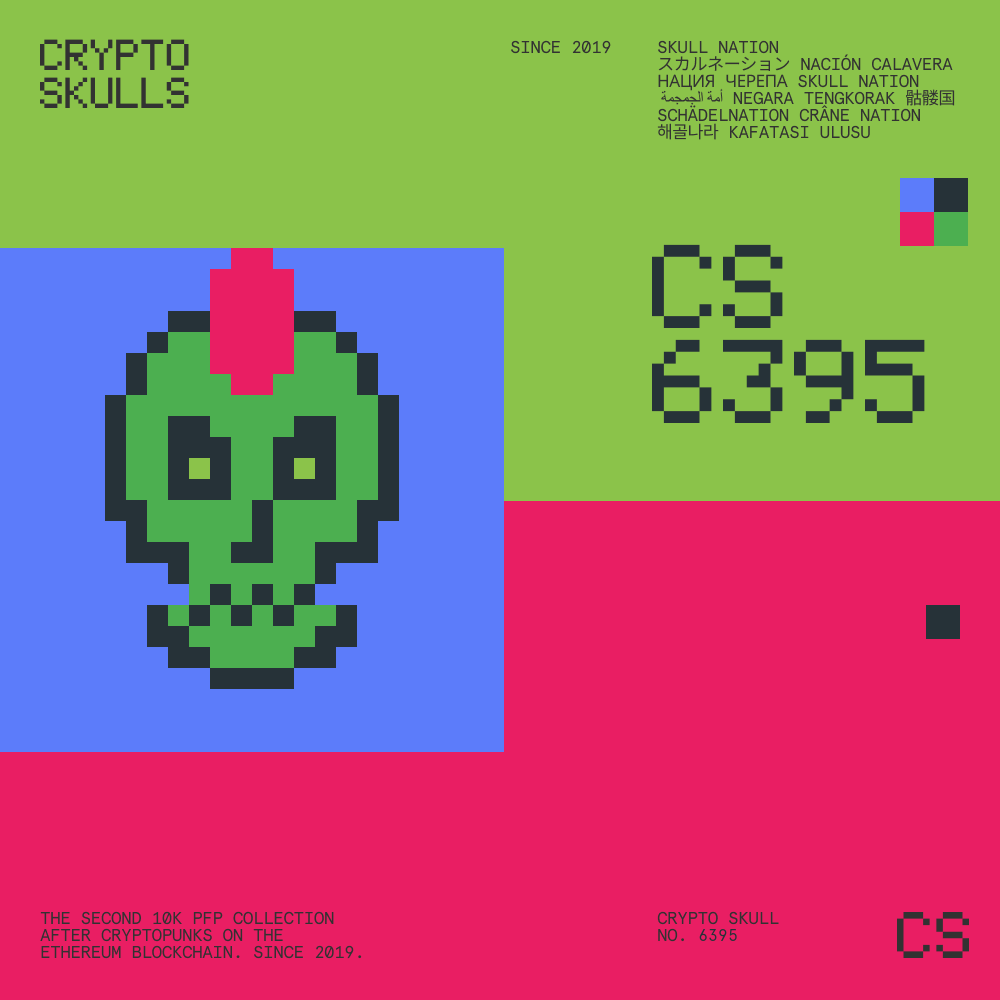 CRYPTO
SKULLS
SINCE 2019
SKULL NATION
スカルネーション NACIÓN CALAVERA
НАЦИЯ ЧЕРЕПА SKULL NATION
أمة الجمجمة NEGARA TENGKORAK 骷髅国
SCHÄDELNATION CRÂNE NATION
해골나라 KAFATASI ULUSU
CS
6395
THE SECOND 10K PFP COLLECTION
AFTER CRYPTOPUNKS ON THE
ETHEREUM BLOCKCHAIN. SINCE 2019.
CRYPTO SKULL
NO. 6395
CS